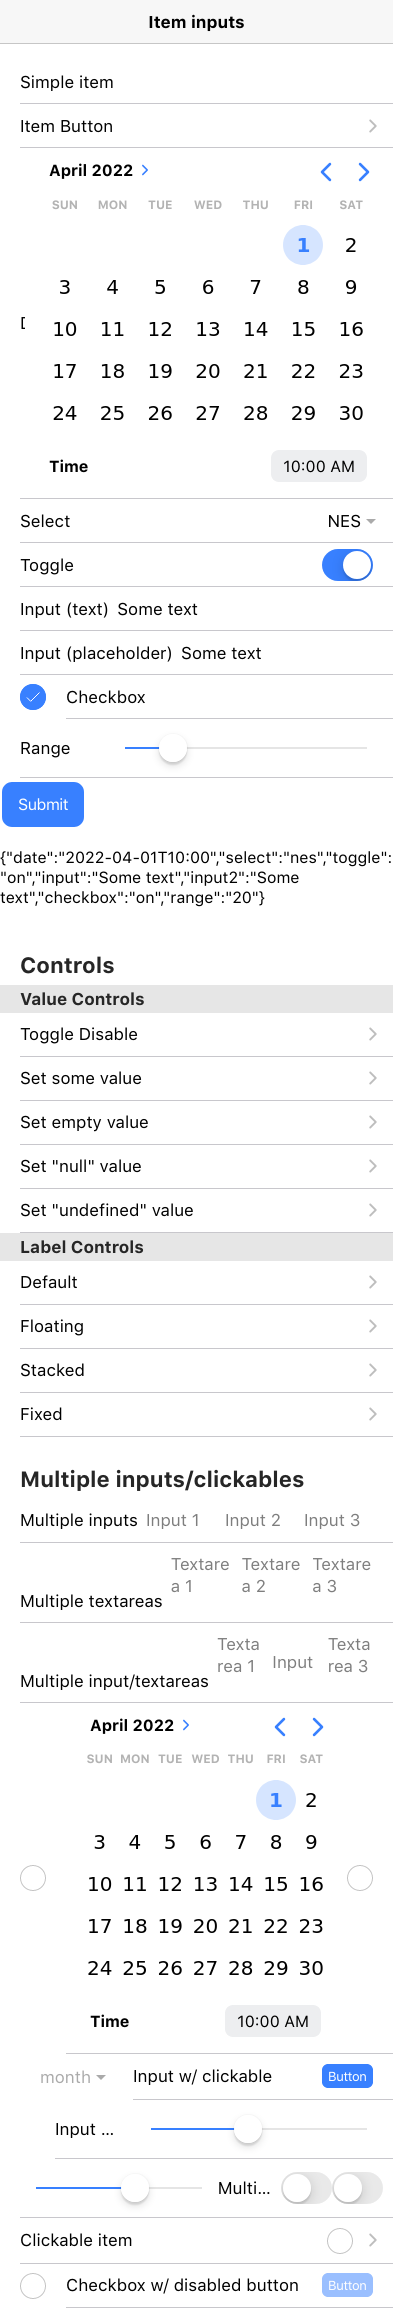 Item inputs
Simple item
Item Button
April 2022
SUN MON TUE WED THU FRI SAT
1 2
3 4 5 6 7 8 9
10 11 12 13 14 15 16
17 18 19 20 21 22 23
24 25 26 27 28 29 30
Time 10:00 AM
Select NES
Toggle
Input (text) Some text
Input (placeholder) Some text
Checkbox
Range
Submit
{"date":"2022-04-01T10:00","select":"nes","toggle":
"on","input":"Some text","input2":"Some
text","checkbox":"on","range":"20"}
Controls
Value Controls
Toggle Disable
Set some value
Set empty value
Set "null" value
Set "undefined" value
Label Controls
Default
Floating
Stacked
Fixed
Multiple inputs/clickables
Multiple inputs Input 1 Input 2 Input 3
Textare Textare Textare
a 1 a 2 a 3
Multiple textareas
Texta Texta
rea 1 Input rea 3
Multiple input/textareas
April 2022
SUN MON TUE WED THU FRI SAT
1 2
3 4 5 6 7 8 9
10 11 12 13 14 15 16
17 18 19 20 21 22 23
24 25 26 27 28 29 30
Time 10:00 AM
month Input w/ clickable Button
Input ...
Multi...
Clickable item
Checkbox w/ disabled button Button